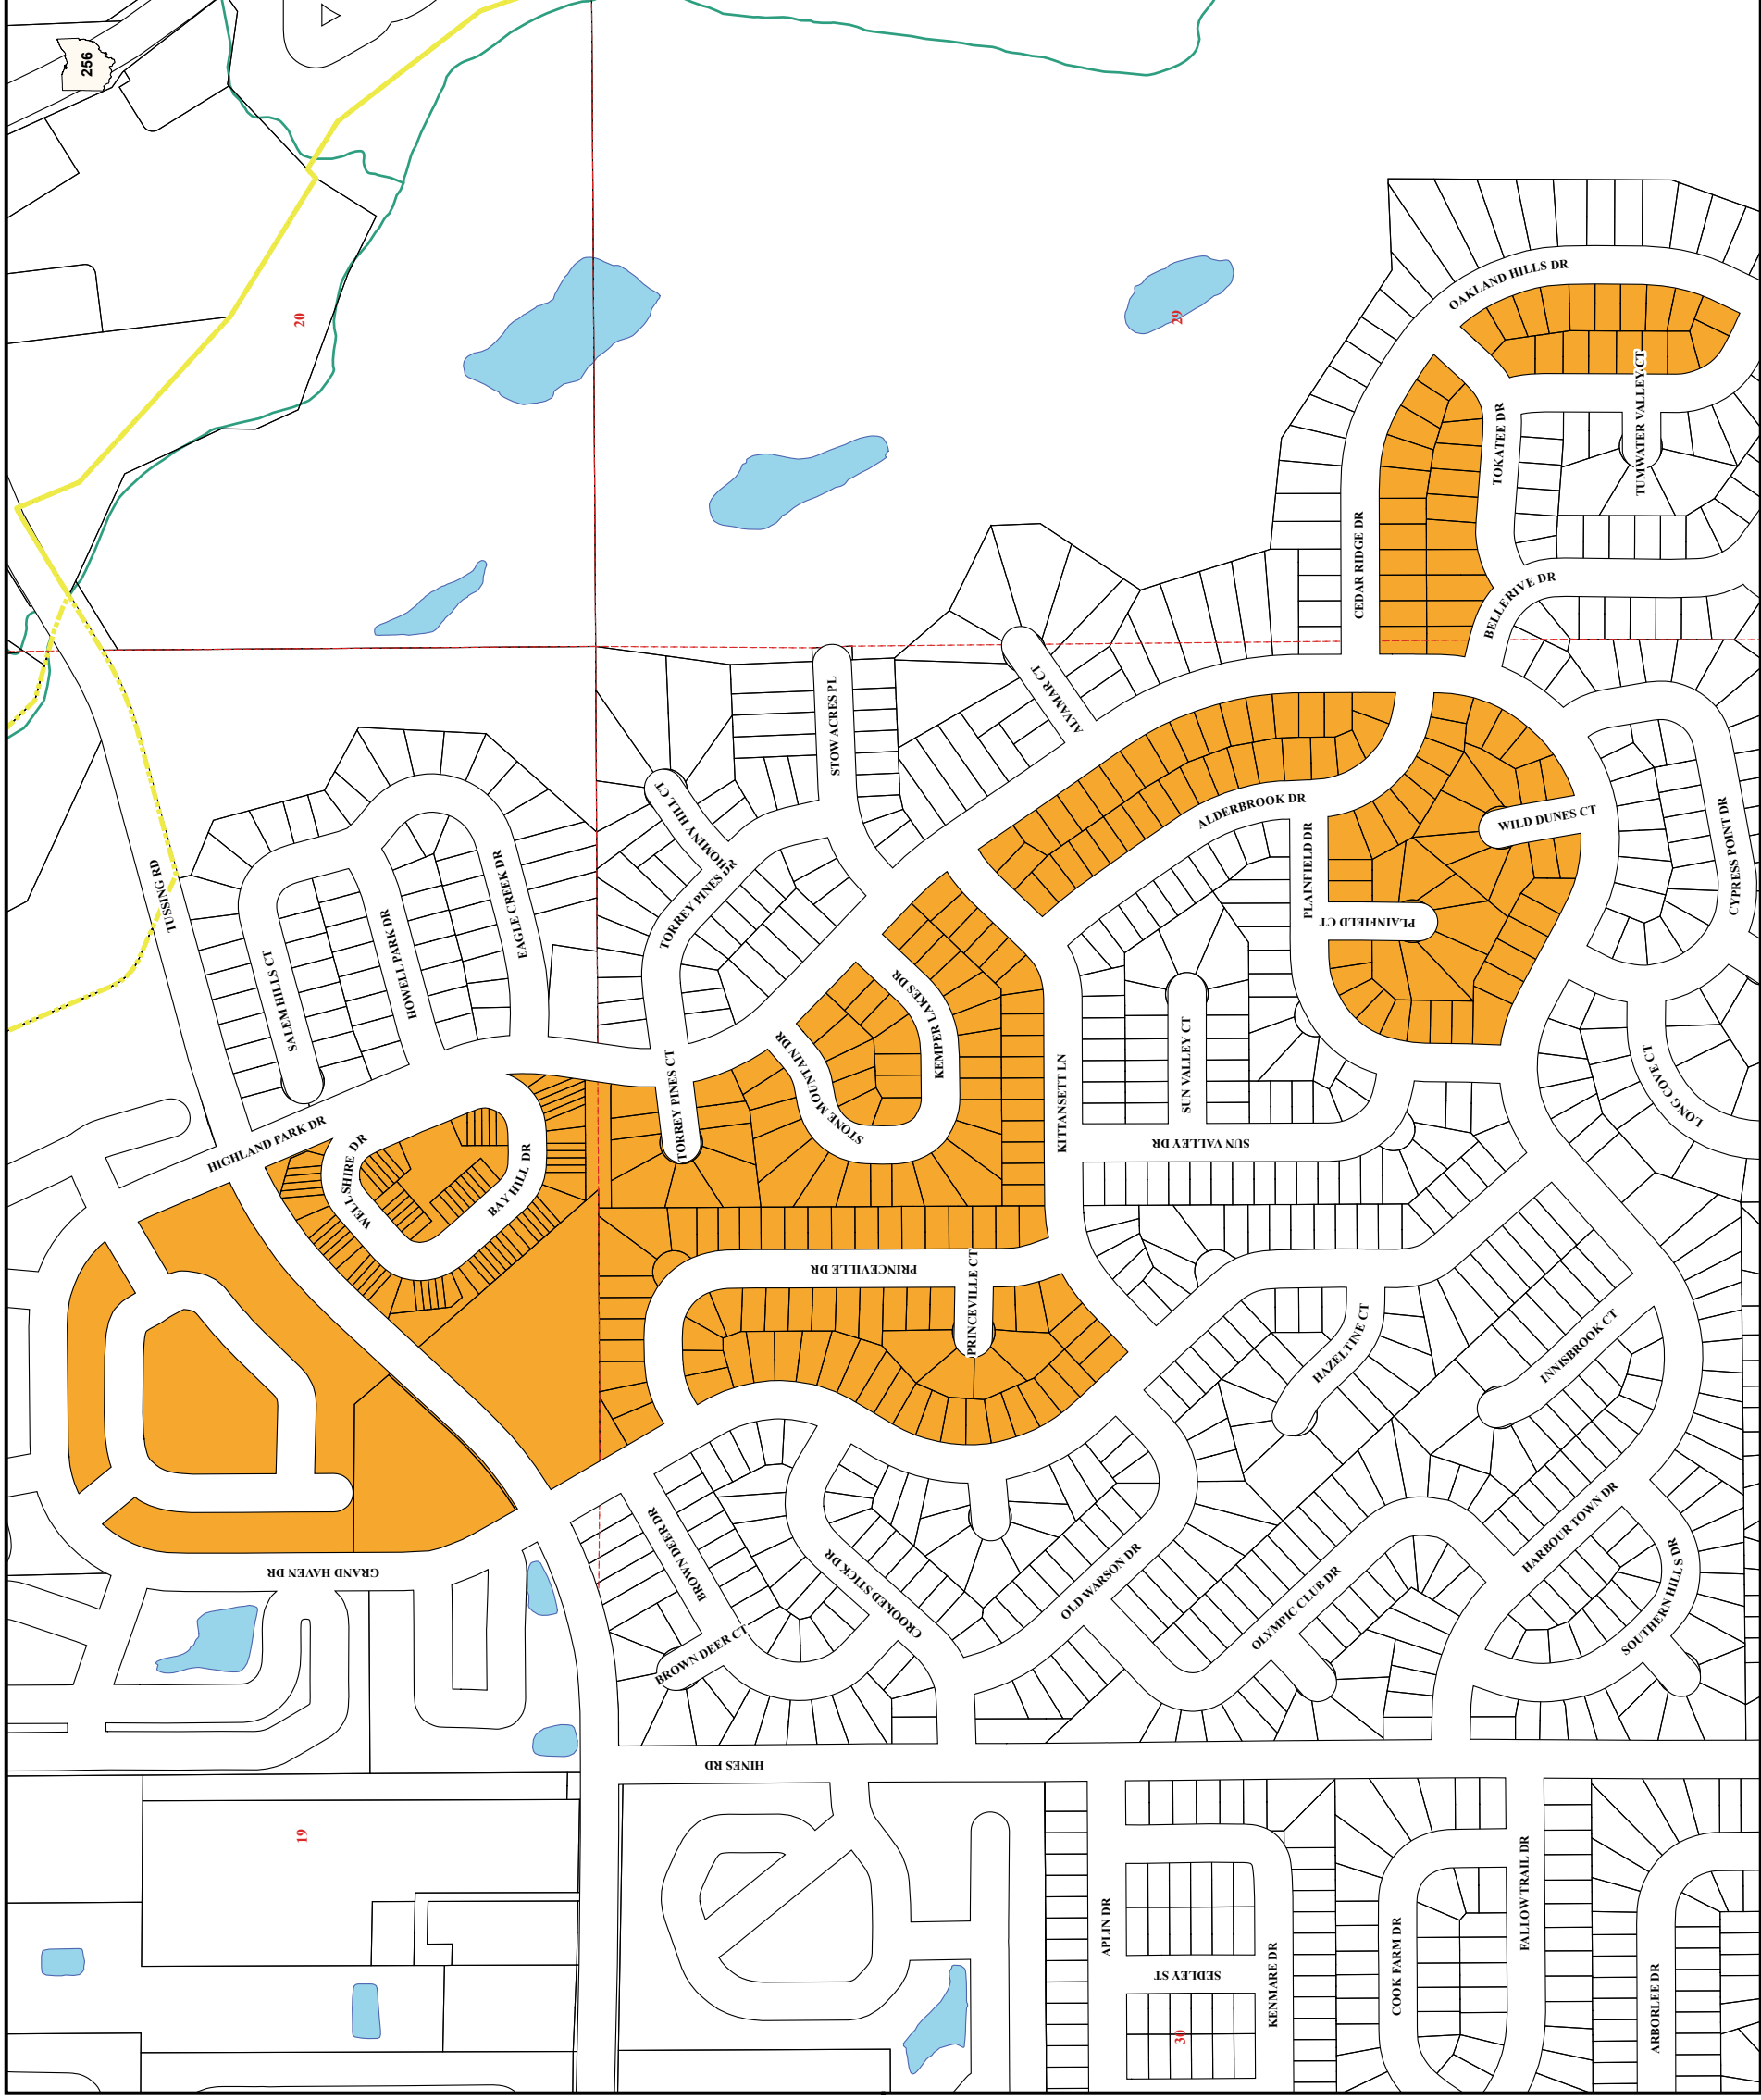 256
20
29
OAKLAND HILLS DR
TUMWATER VALLEY CT
TOKATEE DR
CEDAR RIDGE DR
BELLERIVE DR
ALVAMAR CT
STOW ACRES PL
HOMINY HILL CT
TORREY PINES DR
ALDERBROOK DR
WILD DUNES CT
PLAINFIELD DR
PLAINFIELD CT
CYPRESS POINT DR
TUSSING RD
EAGLE CREEK DR
HOWELL PARK DR
SALEM HILLS CT
KEMPER LAKES DR
STONE MOUNTAIN DR
TORREY PINES CT
KITTANSETT LN
SUN VALLEY CT
SUN VALLEY DR
LONG COVE CT
HIGHLAND PARK DR
WELLSHIRE DR
BAY HILL DR
PRINCEVILLE DR
PRINCEVILLE CT
HAZELTINE CT
INNISBROOK CT
GRAND HAVEN DR
BROWN DEER DR
BROWN DEER CT
CROOKED STICK DR
OLD WARSON DR
OLYMPIC CLUB DR
HARBOUR TOWN DR
SOUTHERN HILLS DR
HINES RD
19
APLIN DR
SEDLEY ST
KENMARE DR
COOK FARM DR
FALLOW TRAIL DR
ARBORLEE DR
30